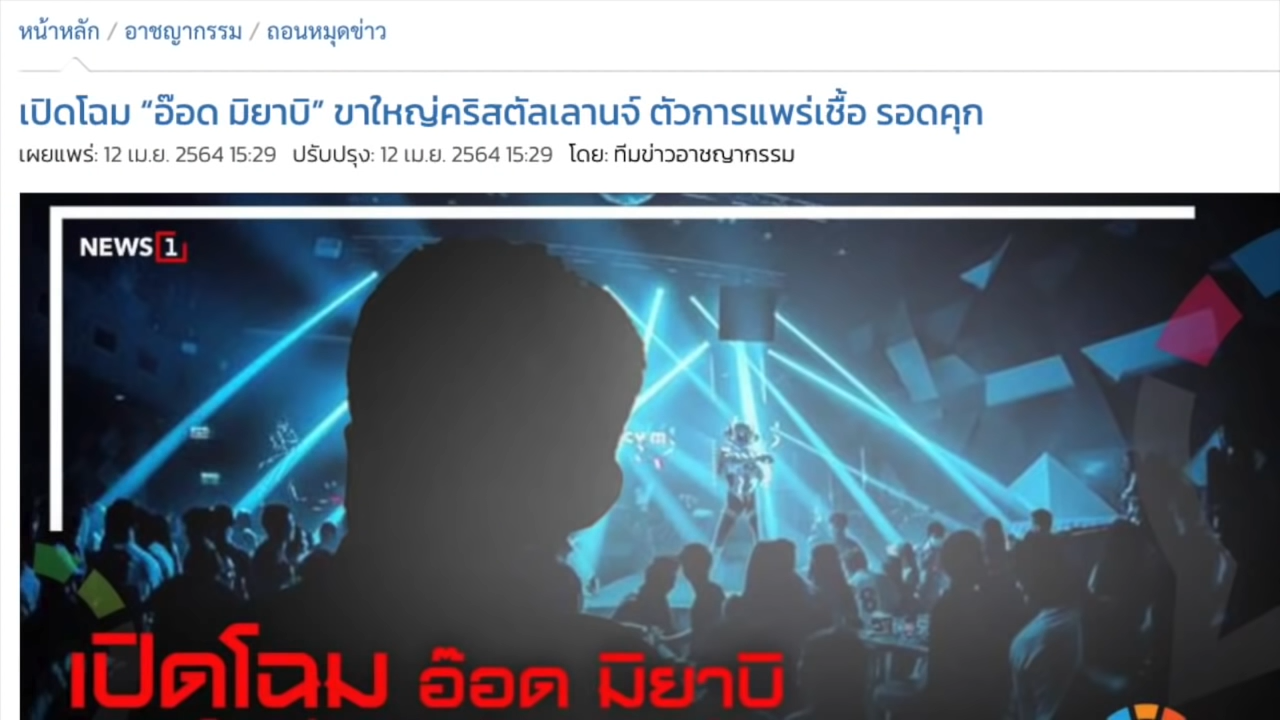 หน้าหลัก / อาชญากรรม / ถอนหมุดข่าว
เปิดโฉม “อ๊อด มิยาบิ” ขาใหญ่คริสตัลเลานจ์ ตัวการแพร่เชื้อ รอดคุก
เผยแพร่: 12 เม.ย. 2564 15:29 ปรับปรุง: 12 เม.ย. 2564 15:29 โดย: ทีมข่าวอาชญากรรม
NEWS1
เปิดโฉม อ๊อด มิยาบิ